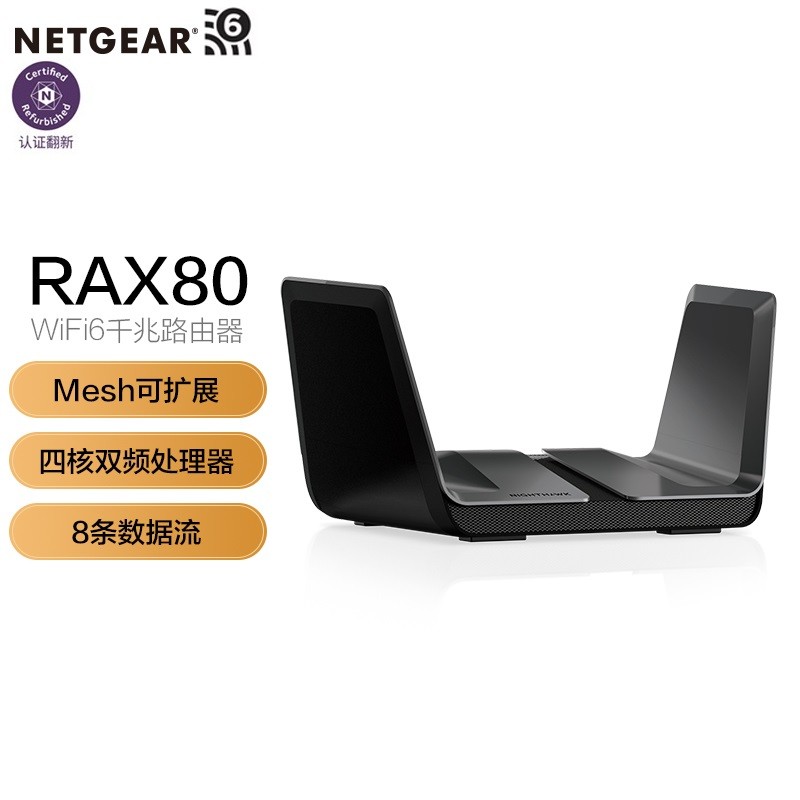 NETGEAR®
6
Certified
N
Refurbished
认证翻新
RAX80
WiFi6千兆路由器
Mesh可扩展
四核双频处理器
8条数据流
NIGHTHAWK